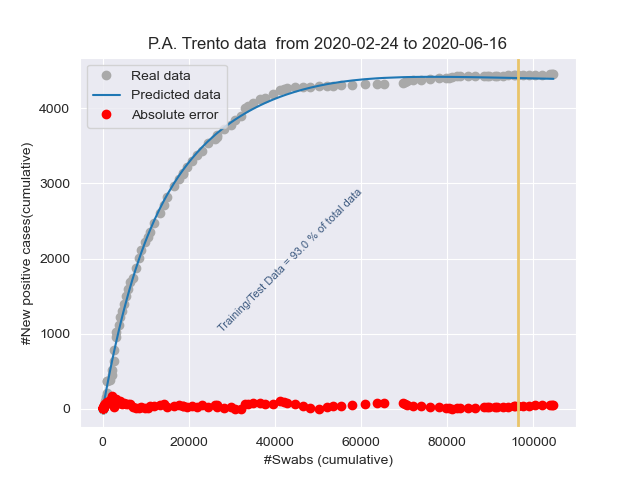 P.A. Trento data  from 2020-02-24 to 2020-06-16
Real data
Predicted data
Absolute error
#New positive cases(cumulative)
4000
3000
2000
1000
0
Training/Test Data = 93.0 % of total data
0
20000
40000
60000
80000
100000
#Swabs (cumulative)